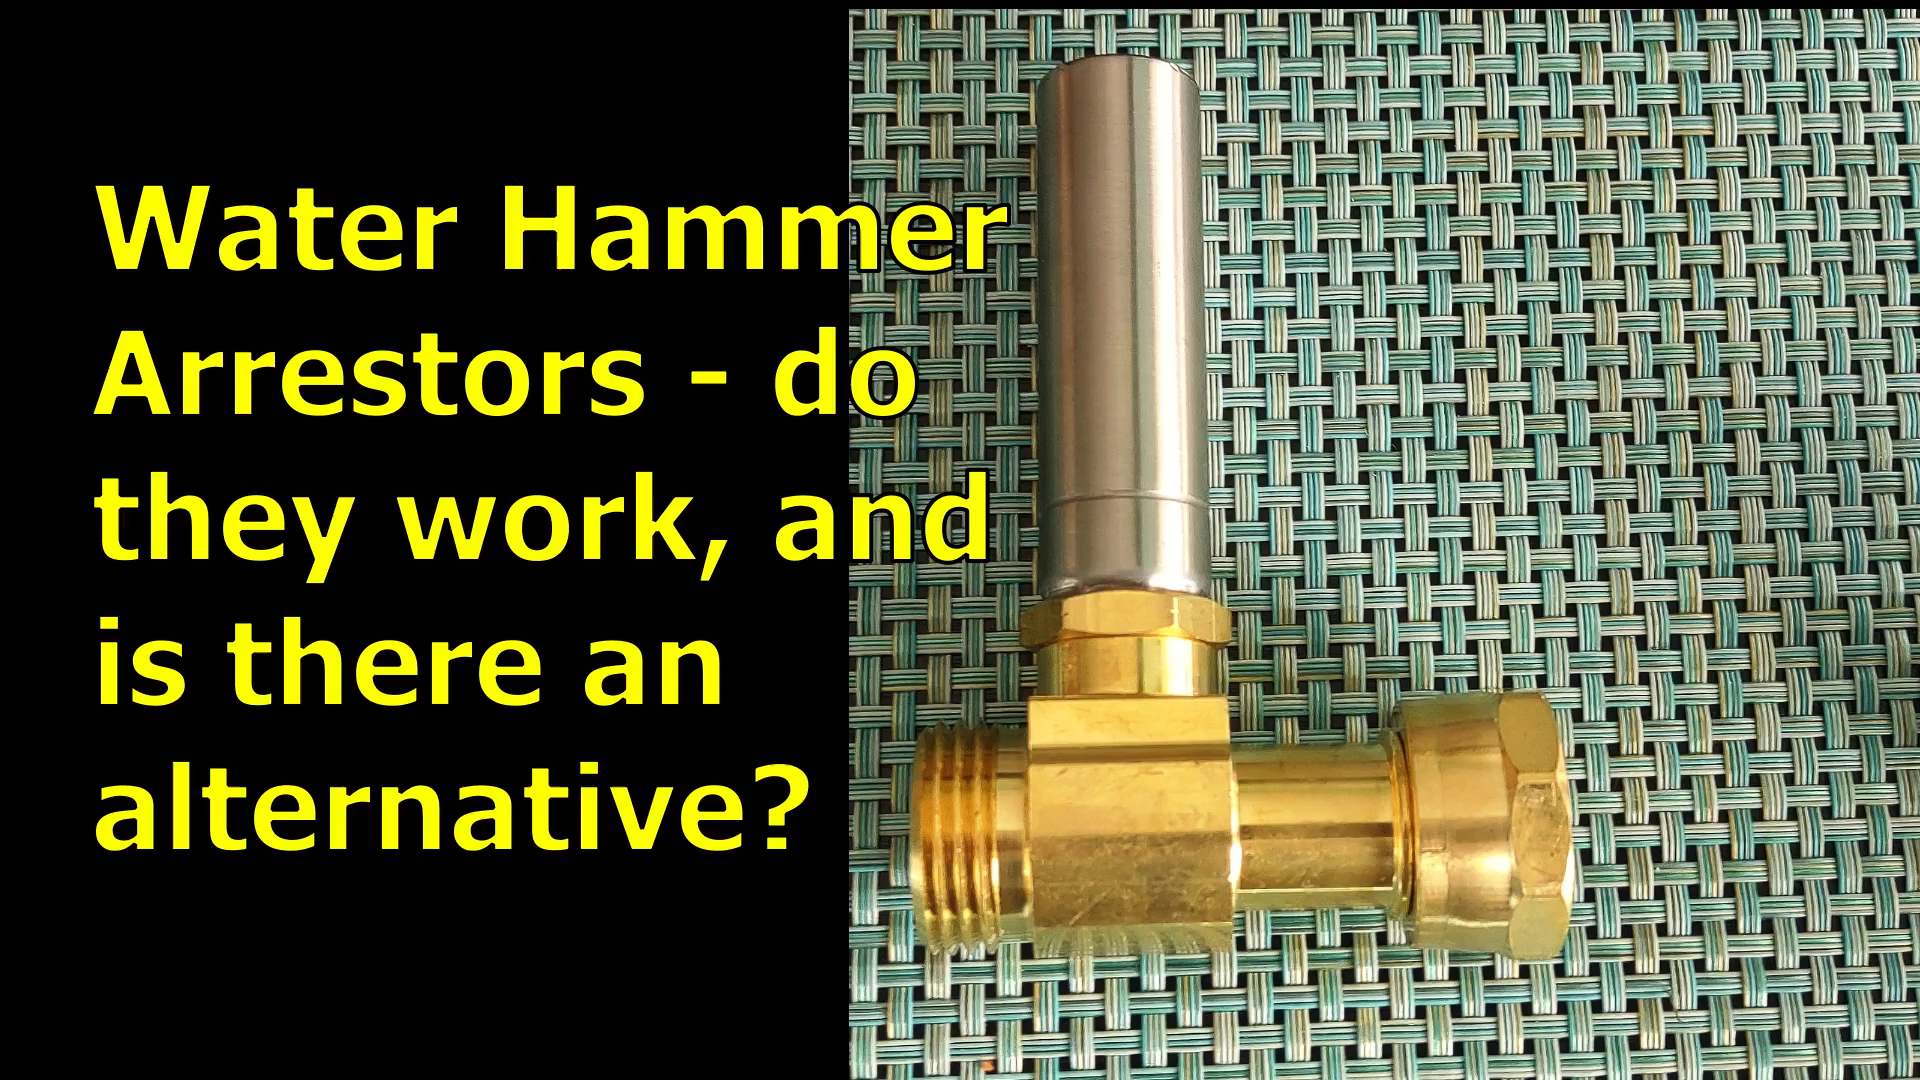 Water Hammer
Arrestors - do
they work, and
is there an
alternative?